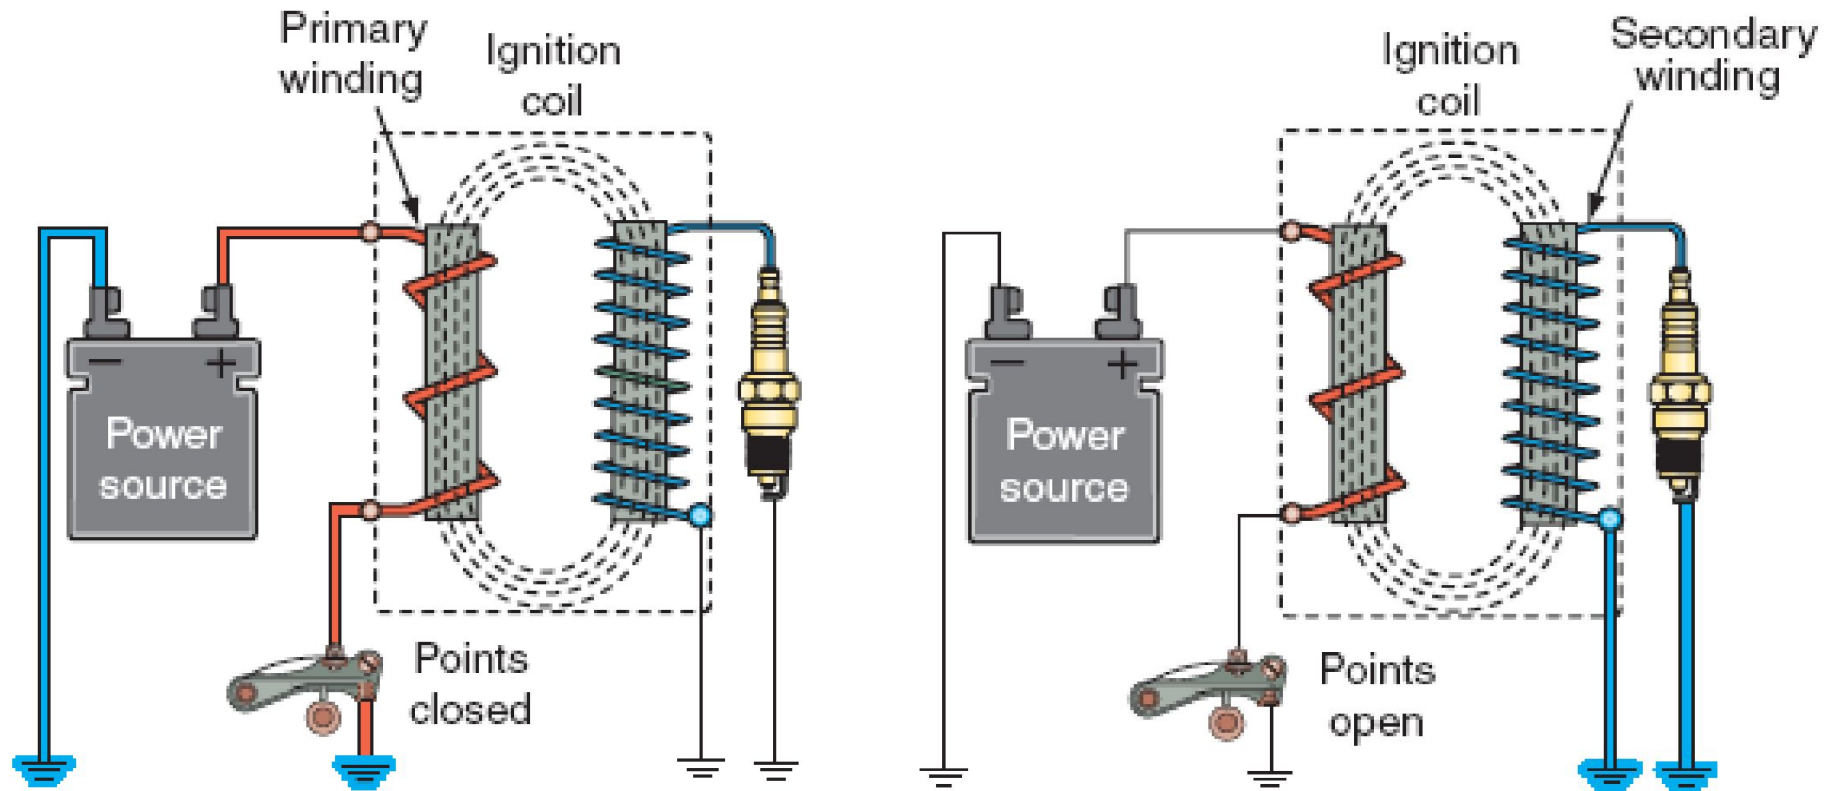 Primary
winding
Ignition
coil
− +
Power
source
Points
closed
Ignition
coil
Secondary
winding
− +
Power
source
Points
open